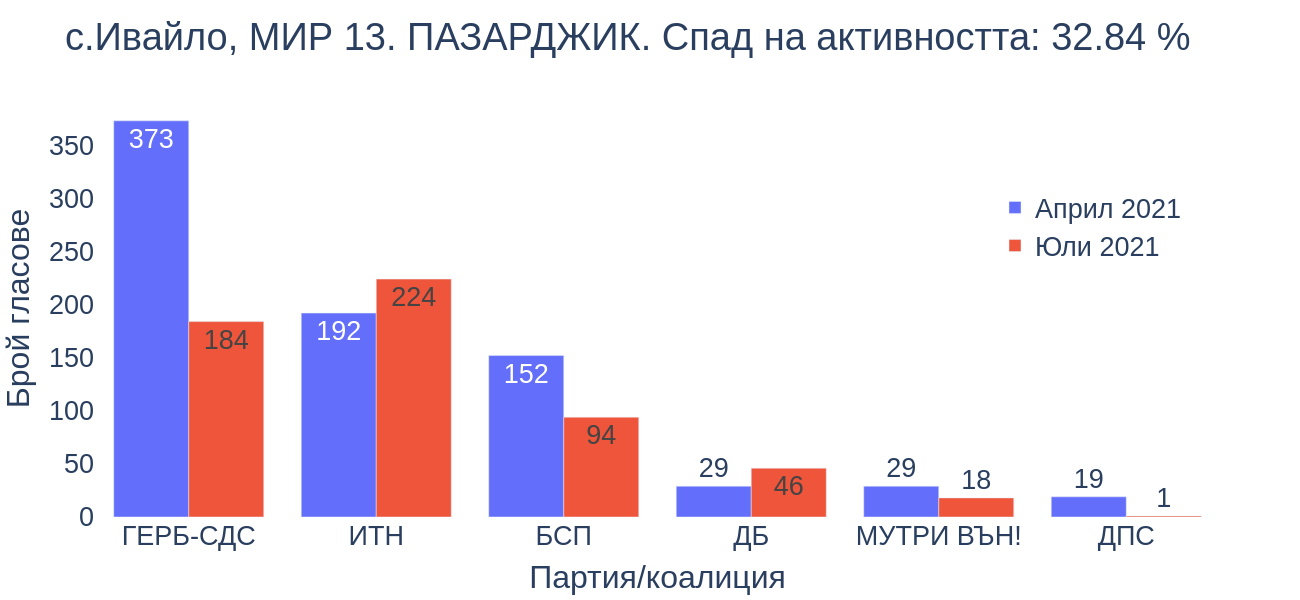 с.Ивайло, МИР 13. ПАЗАРДЖИК. Спад на активността: 32.84 %
Брой гласове
350
300
250
200
150
100
50
0
373
184
192
224
152
94
29
46
29
18
19
1
Април 2021
Юли 2021
ГЕРБ-СДС
ИТН
БСП
ДБ
МУТРИ ВЪН!
ДПС
Партия/коалиция